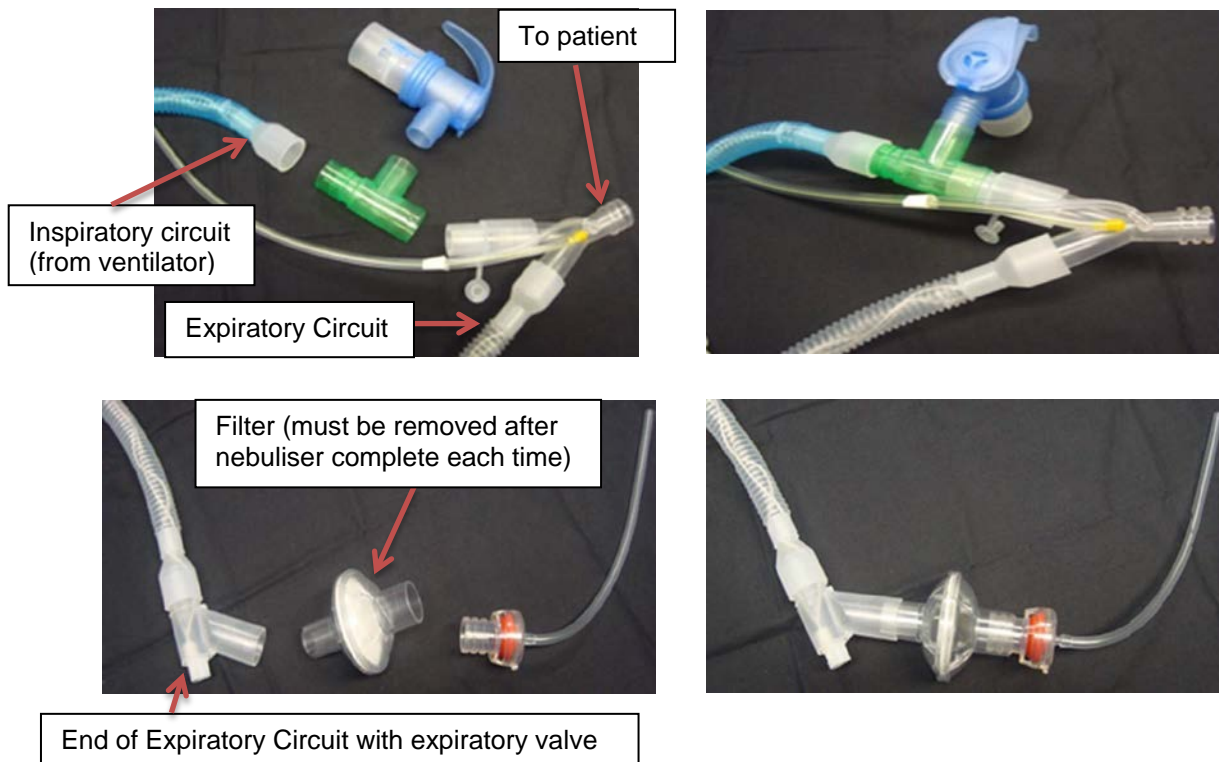 To patient
Inspiratory circuit
(from ventilator)
Expiratory Circuit
Filter (must be removed after
nebuliser complete each time)
End of Expiratory Circuit with expiratory valve